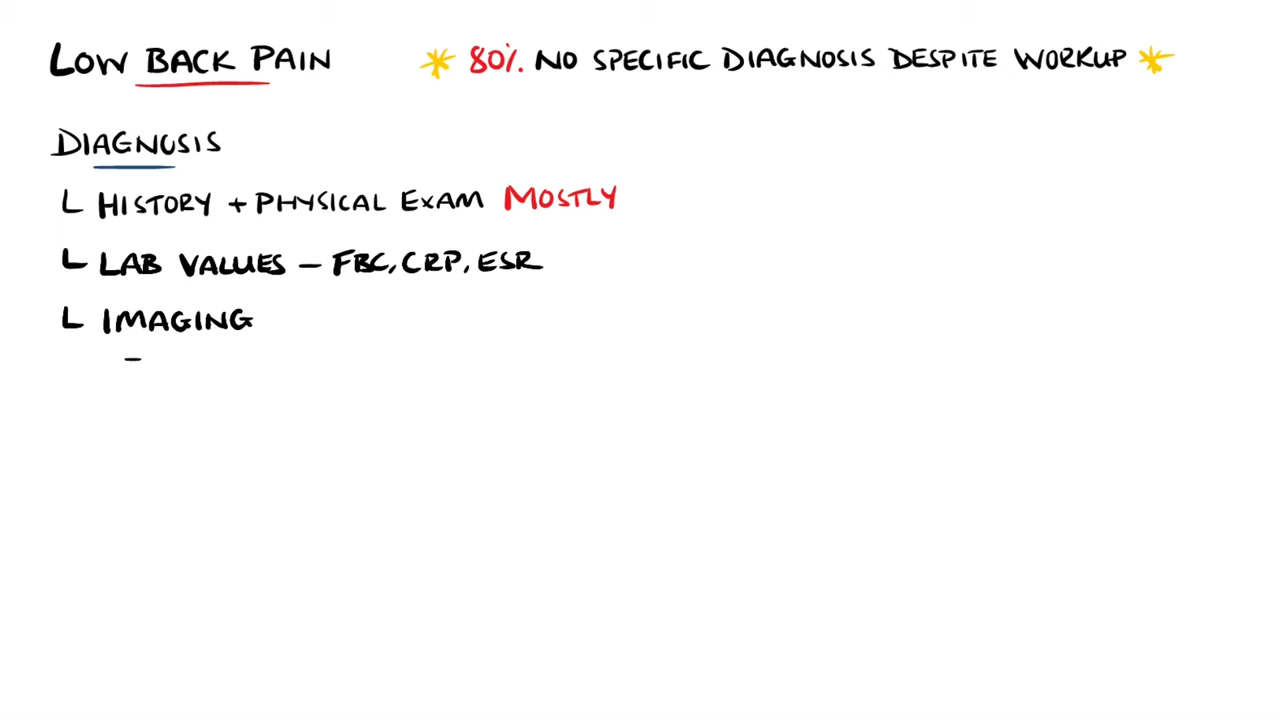 LOW BACK PAIN * 80% NO SPECIFIC DIAGNOSIS DESPITE WORKUP *
DIAGNOSIS
└ HISTORY + PHYSICAL EXAM MOSTLY
└ LAB VALUES – FBC, CRP, ESR
└ IMAGING
–